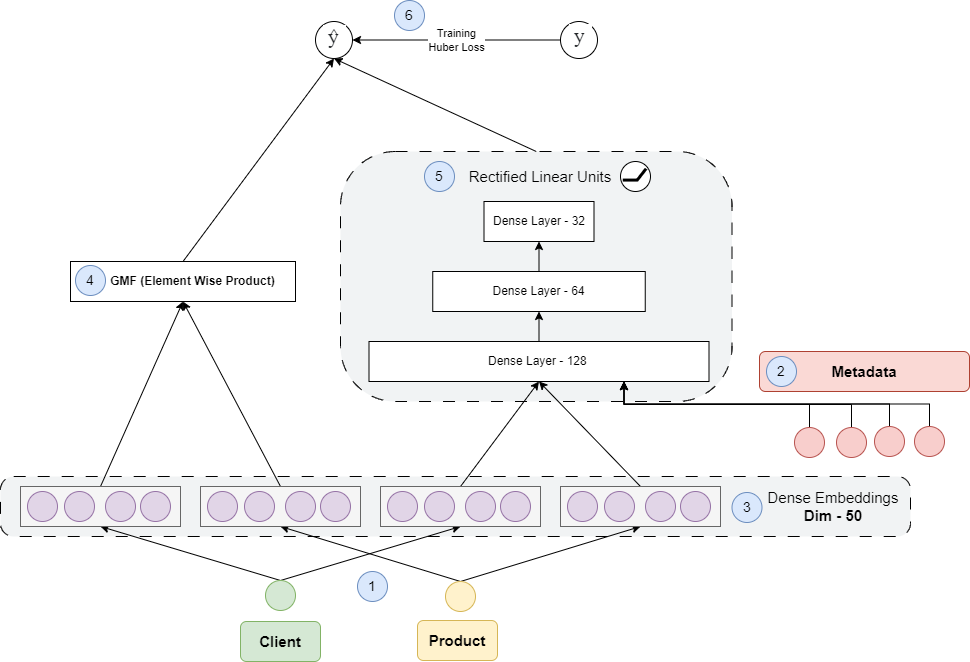 6
ŷ
Training
Huber Loss
y
5
Rectified Linear Units
Dense Layer - 32
4
GMF (Element Wise Product)
Dense Layer - 64
Dense Layer - 128
2
Metadata
3
Dense Embeddings
Dim - 50
1
Client
Product